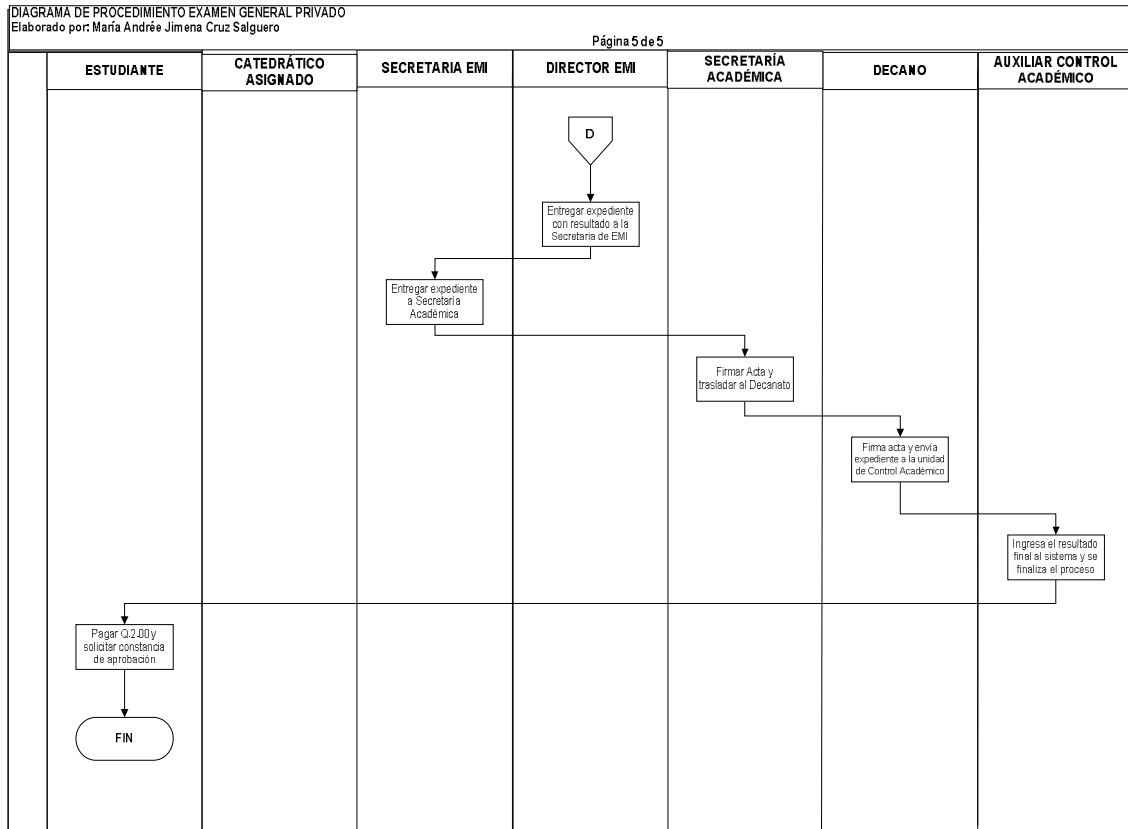 DIAGRAMA DE PROCEDIMIENTO EXAMEN GENERAL PRIVADO
Elaborado por: María Andrée Jimena Cruz Salguero
Página 5 de 5
ESTUDIANTE
CATEDRÁTICO
ASIGNADO
SECRETARIA EMI
DIRECTOR EMI
SECRETARÍA
ACADÉMICA
DECANO
AUXILIAR CONTROL
ACADÉMICO
D
Entregar expediente
con resultado a la
Secretaria de EMI
Entregar expediente
a Secretaría
Académica
Firmar Acta y
trasladar al Decanato
Firma acta y envía
expediente a la unidad
de Control Académico
Ingresa el resultado
final al sistema y se
finaliza el proceso
Pagar Q.2.00 y
solicitar constancia
de aprobación
FIN